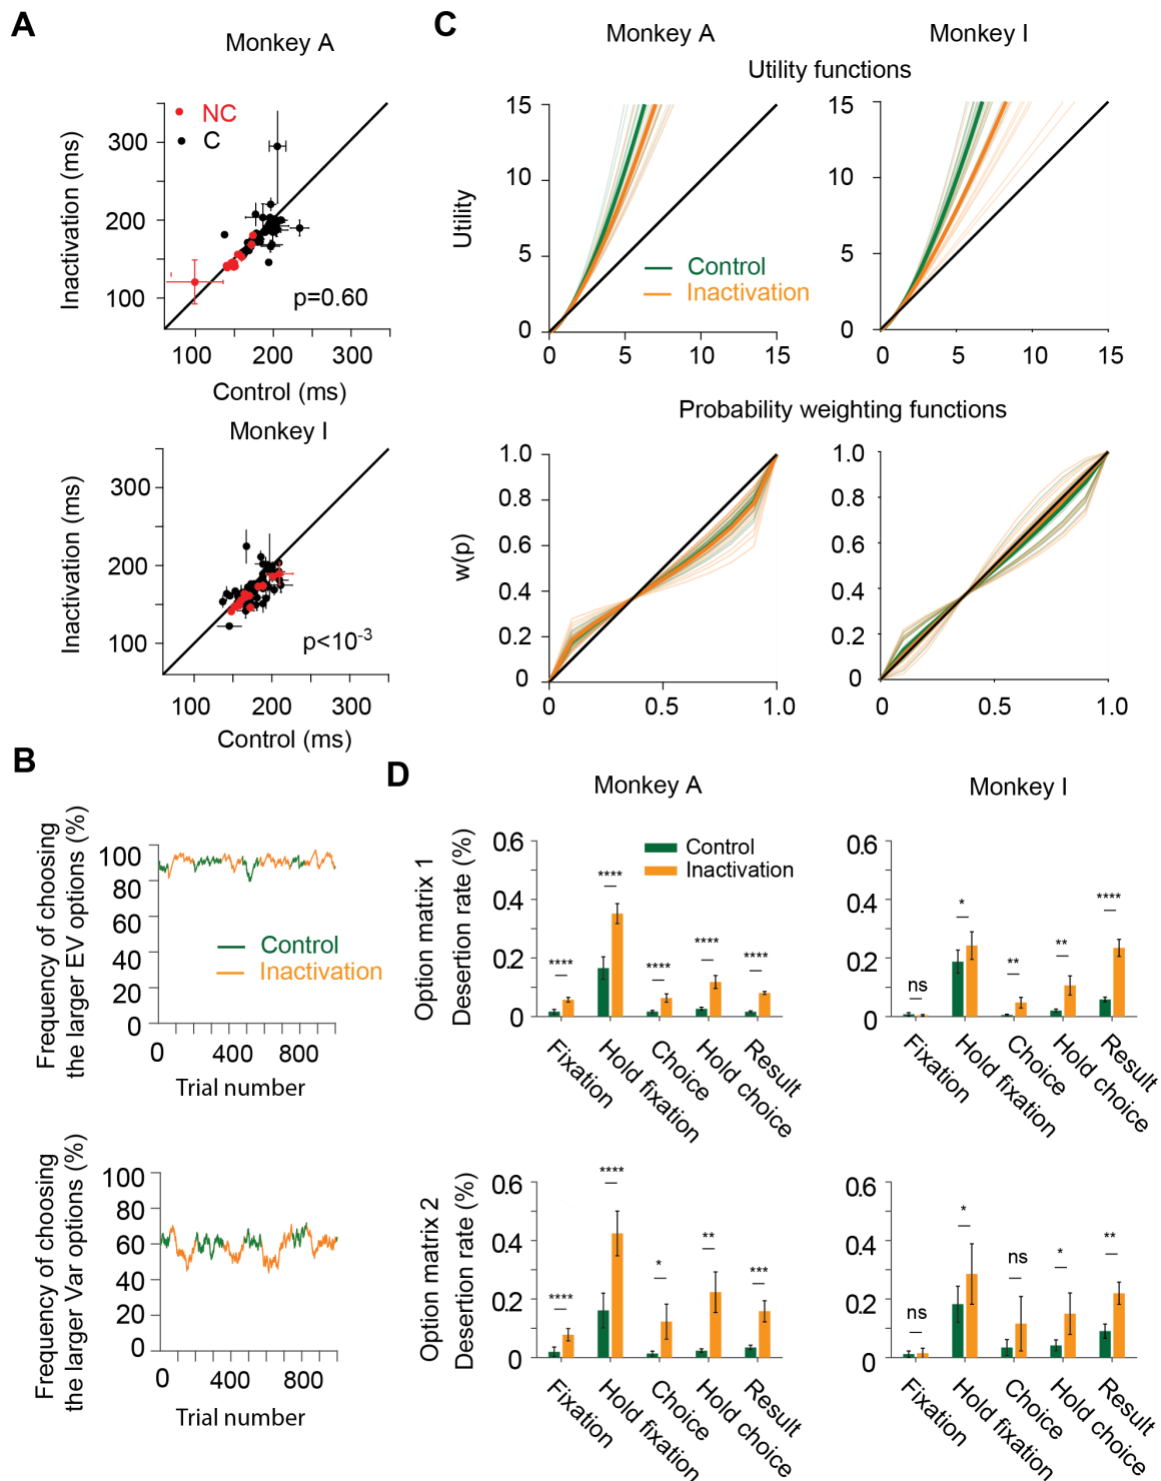 A
Monkey A
NC
C
Inactivation (ms)
300
200
100
p=0.60
100 200 300
Control (ms)
Monkey I
Inactivation (ms)
300
200
100
p<10-3
100 200 300
Control (ms)
B
Frequency of choosing
the larger EV options (%)
100
80
60
40
20
0
Control
Inactivation
0 400 800
Trial number
Frequency of choosing
the larger Var options (%)
100
80
60
40
20
0
0 400 800
Trial number
C
Monkey A
Monkey I
Utility functions
Utility
15
10
5
0
Control
Inactivation
0 5 10 15
15
10
5
0
0 5 10 15
Probability weighting functions
w(p)
1.0
0.8
0.6
0.4
0.2
0
0 0.5 1.0
1.0
0.8
0.6
0.4
0.2
0
0 0.5 1.0
D
Monkey A
Monkey I
Option matrix 1
Desertion rate (%)
0.6
0.4
0.2
0
Control
Inactivation
**** **** **** **** ****
Fixation
Hold fixation
Choice
Hold choice
Result
0.6
0.4
0.2
0
ns * ** ** ****
Fixation
Hold fixation
Choice
Hold choice
Result
Option matrix 2
Desertion rate (%)
0.6
0.4
0.2
0
**** **** * ** ***
Fixation
Hold fixation
Choice
Hold choice
Result
0.6
0.4
0.2
0
ns * ns * **
Fixation
Hold fixation
Choice
Hold choice
Result